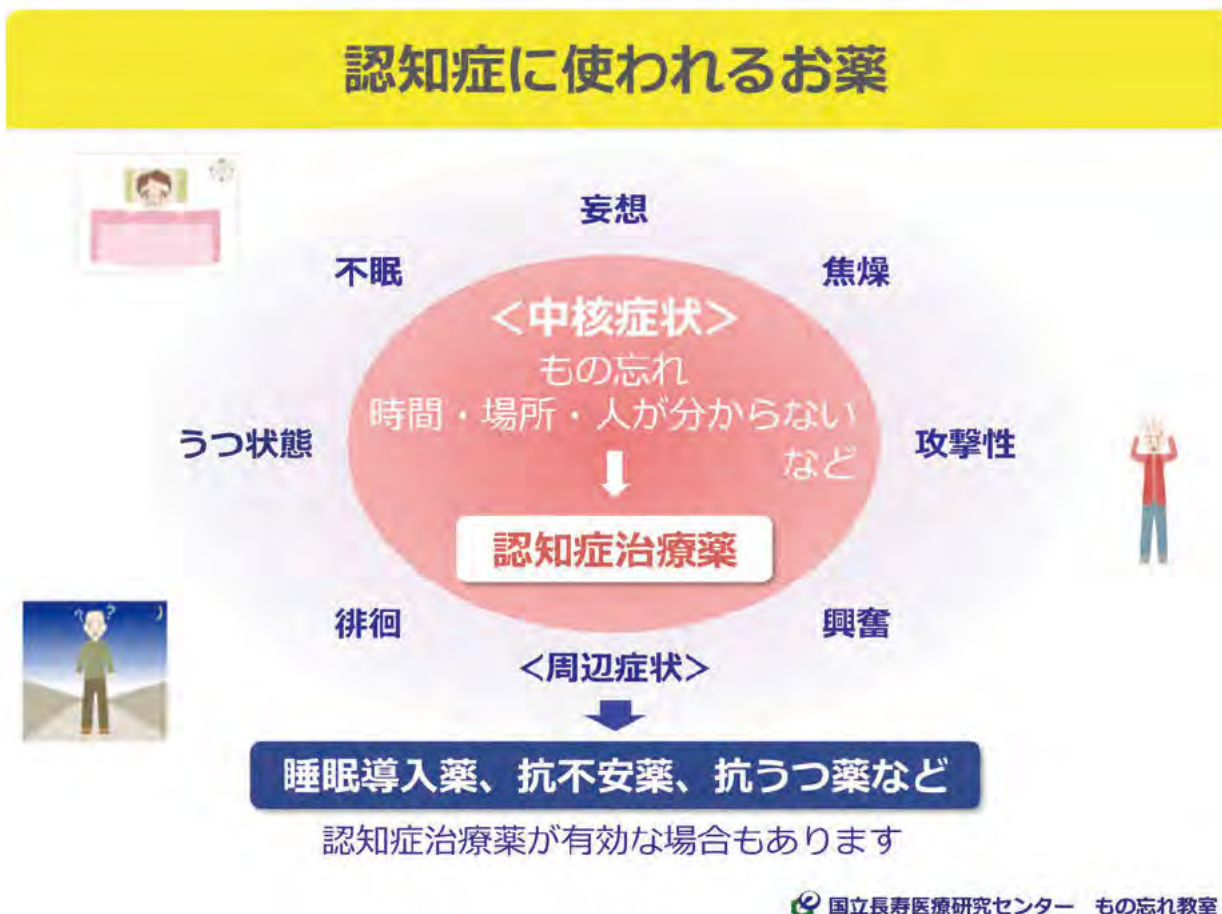 認知症に使われるお薬
妄想
不眠
焦燥
<中核症状>
もの忘れ
時間・場所・人が分からない
など
うつ状態
攻撃性
認知症治療薬
徘徊
興奮
<周辺症状>
睡眠導入薬、抗不安薬、抗うつ薬など
認知症治療薬が有効な場合もあります
国立長寿医療研究センター もの忘れ教室